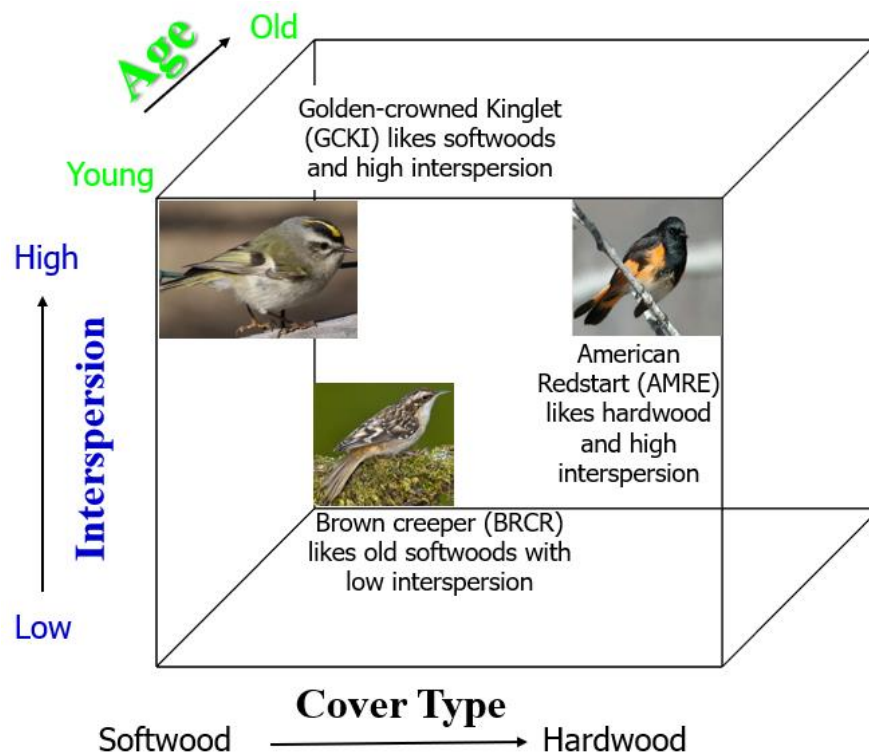 Age
Old
Young
Golden-crowned Kinglet
(GCKI) likes softwoods
and high interspersion
High
Interspersion
Low
American
Redstart (AMRE)
likes hardwood
and high
interspersion
Brown creeper (BRCR)
likes old softwoods with
low interspersion
Cover Type
Softwood
Hardwood